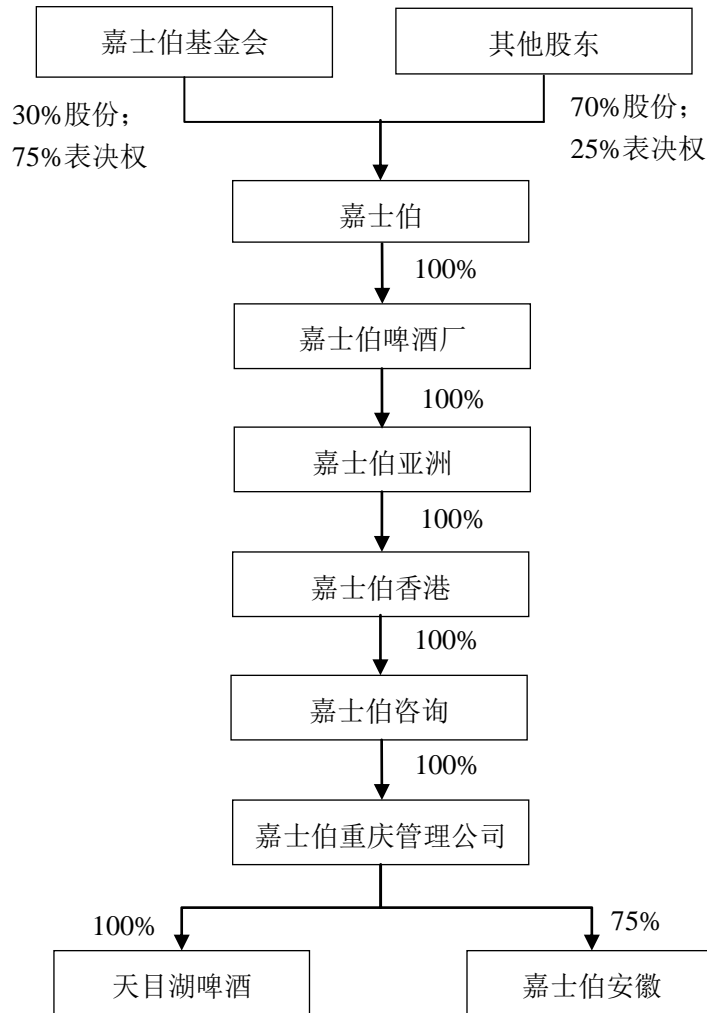 嘉士伯基金会
其他股东
30%股份；
75%表决权
70%股份；
25%表决权
嘉士伯
100%
嘉士伯啤酒厂
100%
嘉士伯亚洲
100%
嘉士伯香港
100%
嘉士伯咨询
100%
嘉士伯重庆管理公司
100%
75%
天目湖啤酒
嘉士伯安徽